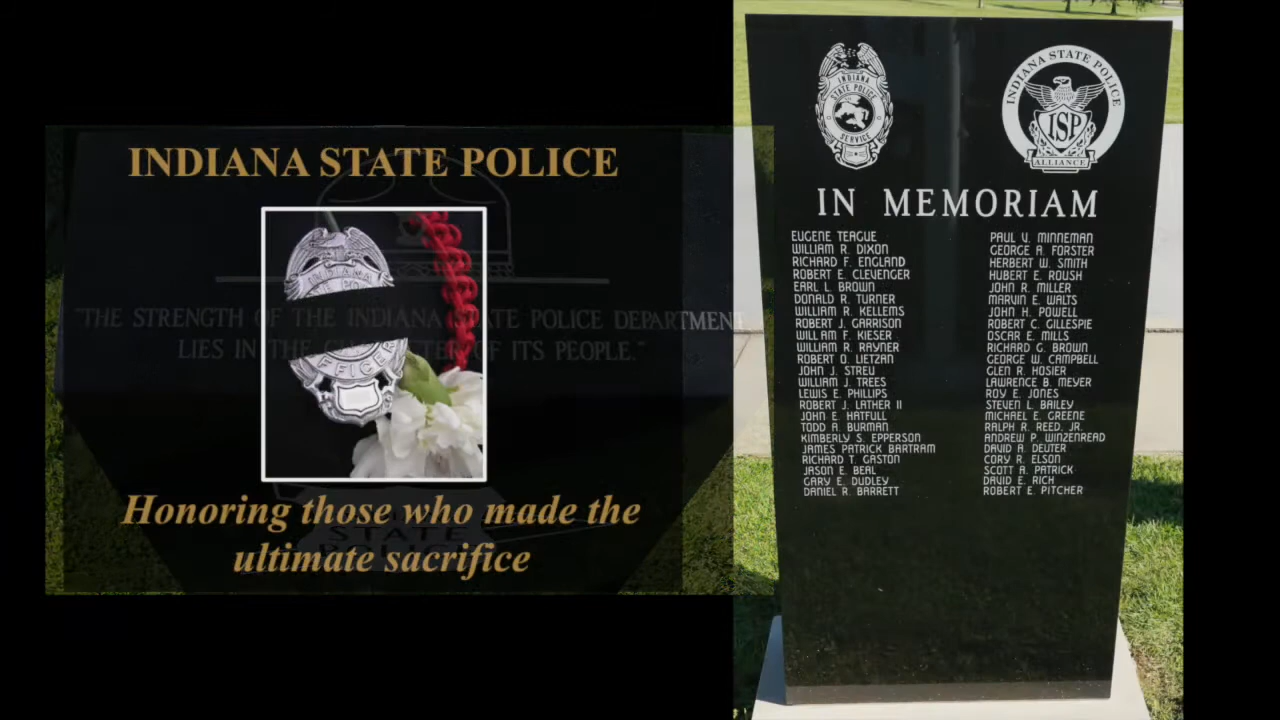 INDIANA STATE POLICE
INDIANA
OFFICER
"THE STRENGTH OF THE INDIANA STATE POLICE DEPARTMENT
LIES IN THE CHARACTER OF ITS PEOPLE."
Honoring those who made the
ultimate sacrifice
STATE
INDIANA
STATE POLICE
SERVICE
INDIANA STATE POLICE
ISP
ALLIANCE
IN MEMORIAM
EUGENE TEAGUE
WILLIAM R. DIXON
RICHARD F. ENGLAND
ROBERT E. CLEVENGER
EARL L. BROWN
DONALD R. TURNER
WILLIAM R. KELLEMS
ROBERT J. GARRISON
WILLIAM F. KIESER
WILLIAM R. RAYNER
ROBERT O. LIETZAN
JOHN J. STREU
WILLIAM J. TREES
LEWIS E. PHILLIPS
ROBERT J. LATHER II
JOHN E. HATFULL
TODD A. BURMAN
KIMBERLY S. EPPERSON
JAMES PATRICK BARTRAM
RICHARD T. GASTON
JASON E. BEAL
GARY E. DUDLEY
DANIEL R. BARRETT
PAUL V. MINNEMAN
GEORGE A. FORSTER
HERBERT W. SMITH
HUBERT E. ROUSH
JOHN R. MILLER
MARVIN E. WALTS
JOHN H. POWELL
ROBERT C. GILLESPIE
OSCAR E. MILLS
RICHARD G. BROWN
GEORGE W. CAMPBELL
GLEN R. HOSIER
LAWRENCE B. MEYER
ROY E. JONES
STEVEN L. BAILEY
MICHAEL E. GREENE
RALPH R. REED, JR.
ANDREW P. WINZENREAD
DAVID A. DEUTER
CORY R. ELSON
SCOTT A. PATRICK
DAVID E. RICH
ROBERT E. PITCHER